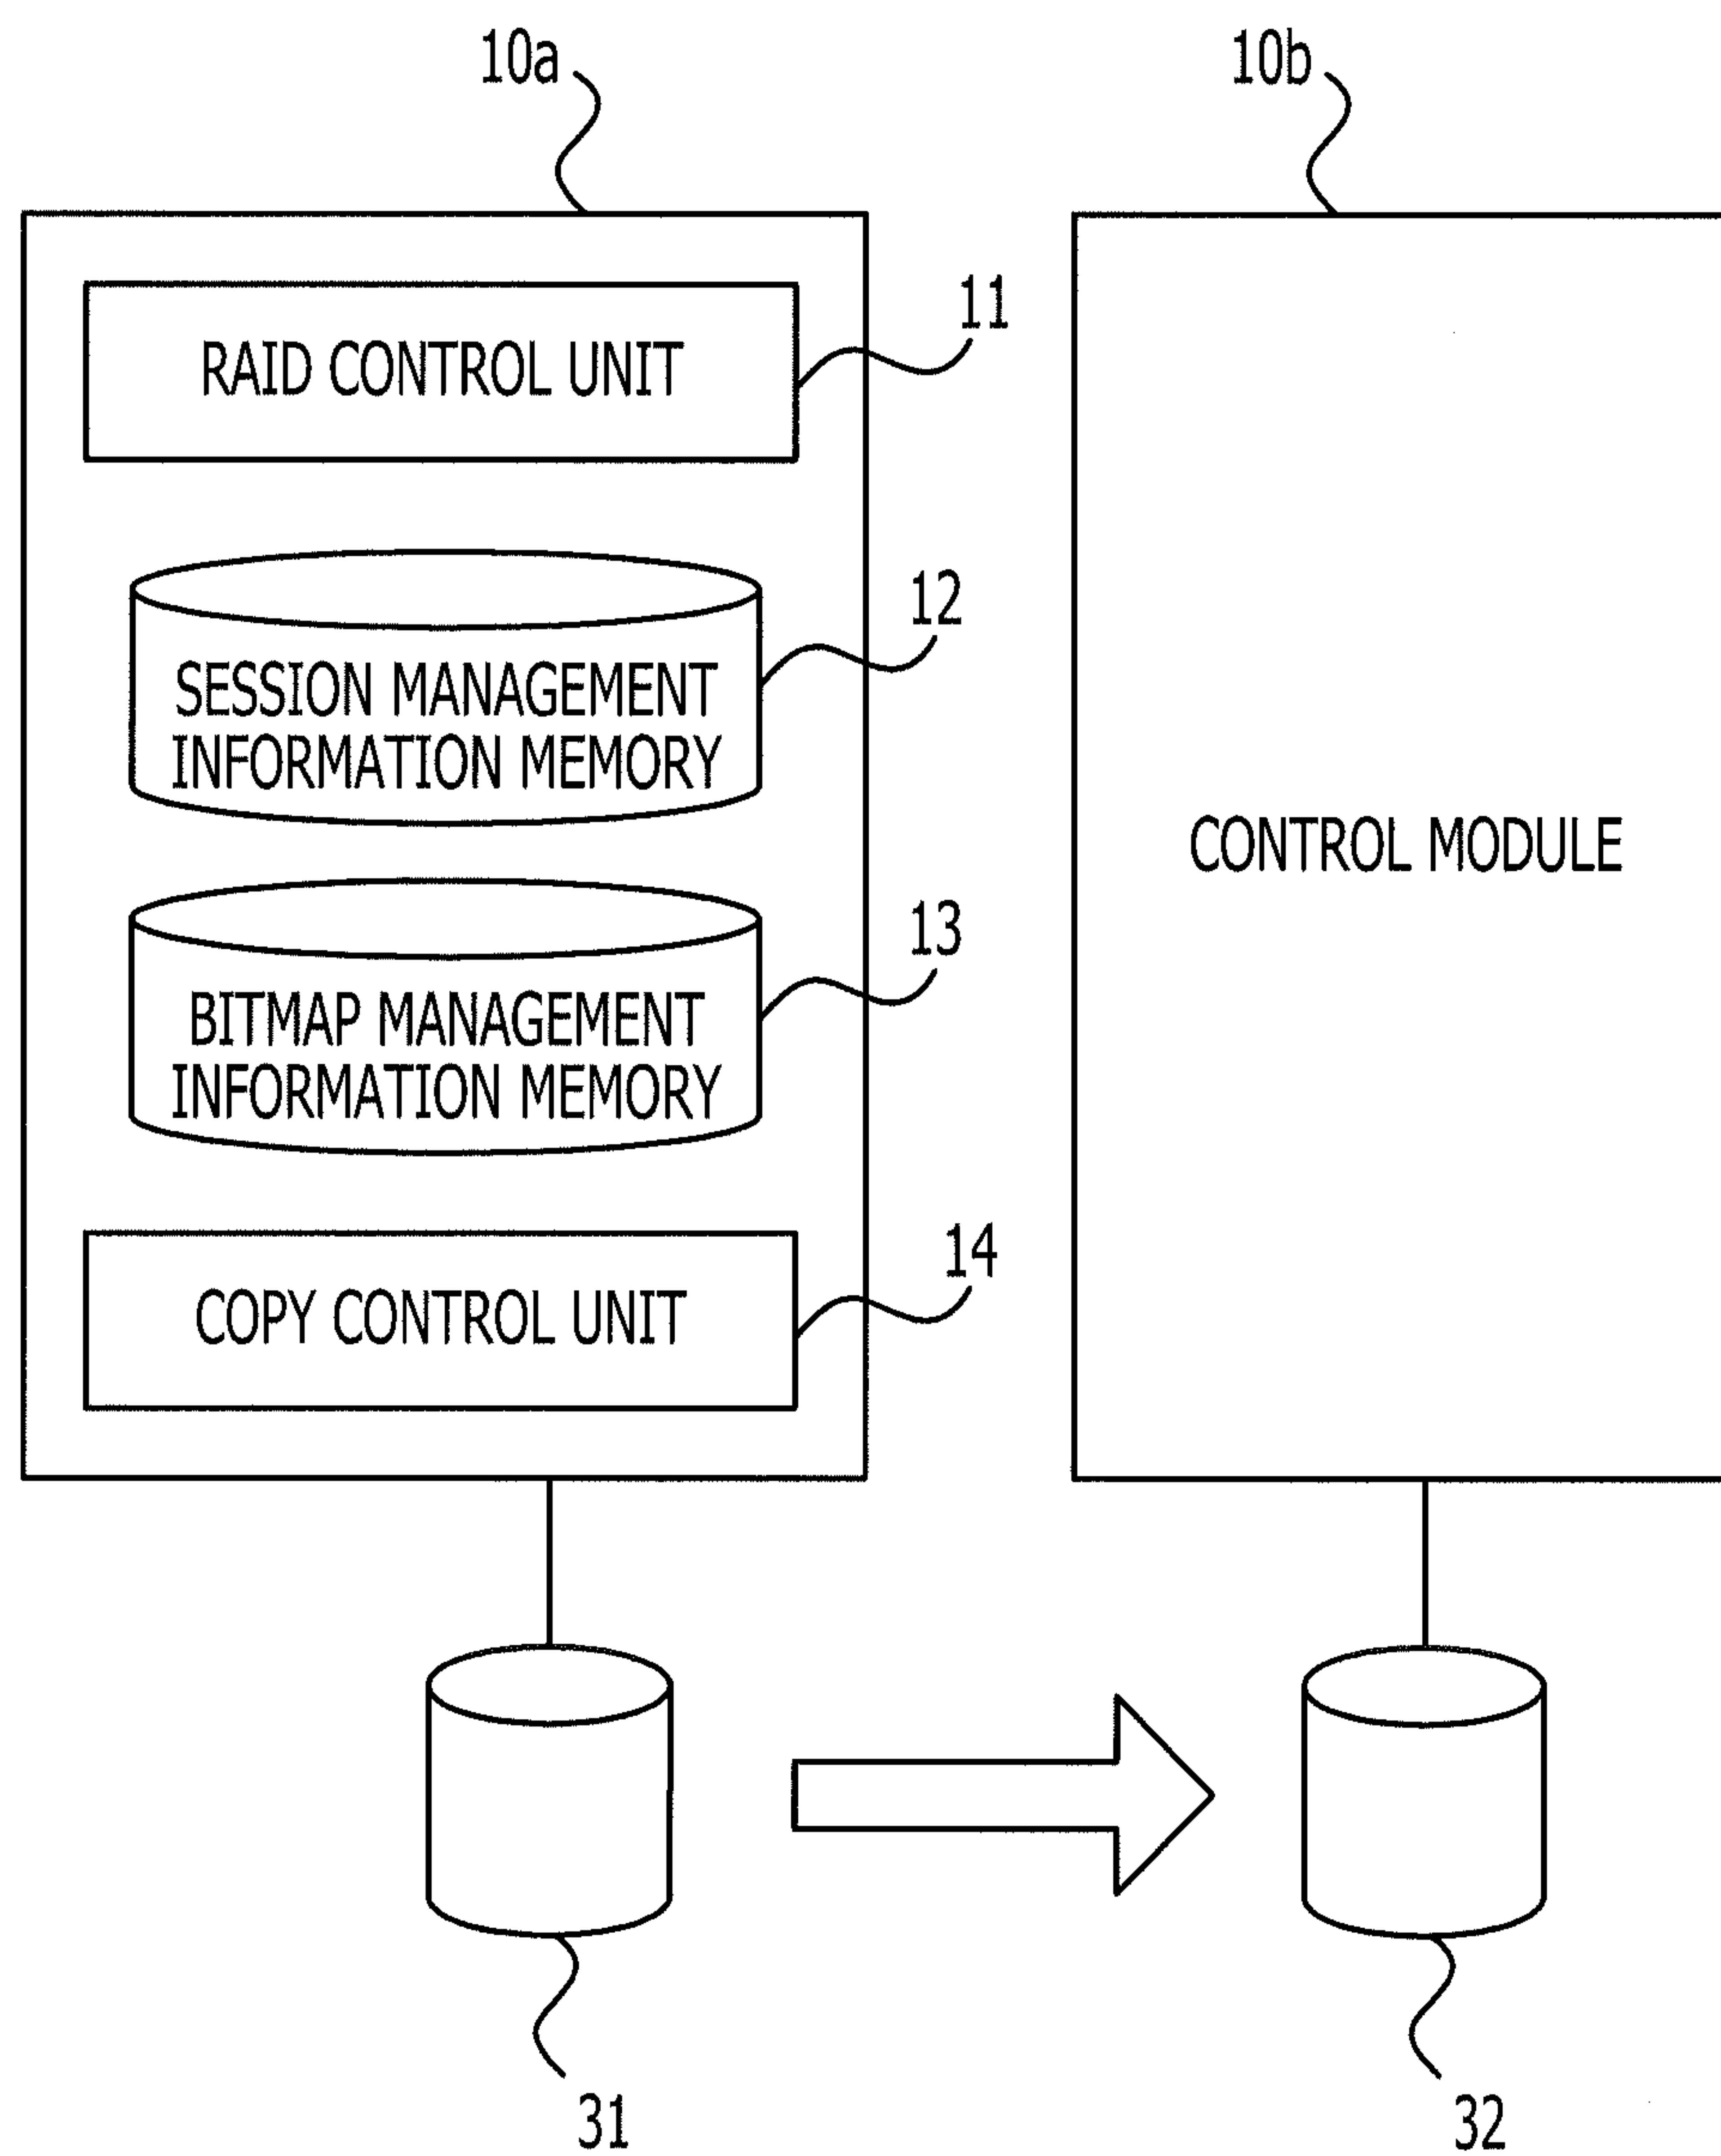 10a
10b
RAID CONTROL UNIT
11
SESSION MANAGEMENT
INFORMATION MEMORY
12
CONTROL MODULE
BITMAP MANAGEMENT
INFORMATION MEMORY
13
COPY CONTROL UNIT
14
31
32